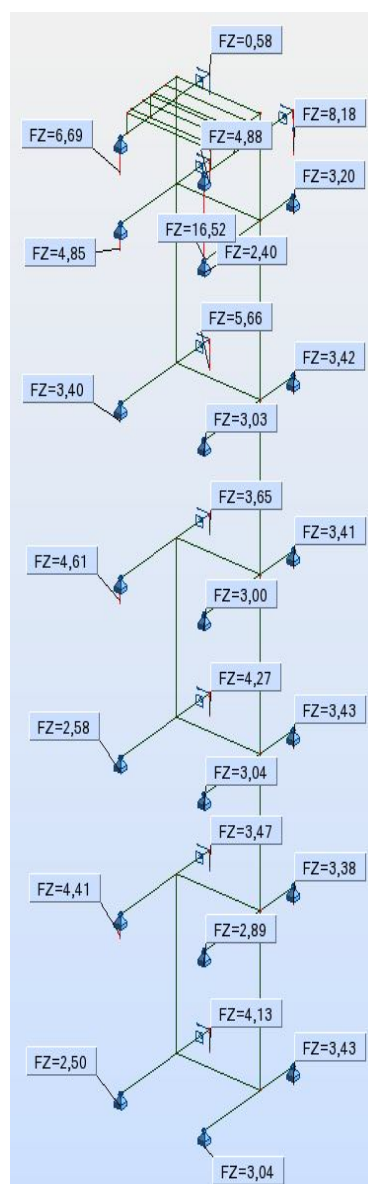 FZ=0,58
FZ=8,18
FZ=6,69
FZ=4,88
FZ=3,20
FZ=16,52
FZ=4,85
FZ=2,40
FZ=5,66
FZ=3,42
FZ=3,40
FZ=3,03
FZ=3,65
FZ=3,41
FZ=4,61
FZ=3,00
FZ=4,27
FZ=3,43
FZ=2,58
FZ=3,04
FZ=3,47
FZ=3,38
FZ=4,41
FZ=2,89
FZ=4,13
FZ=3,43
FZ=2,50
FZ=3,04